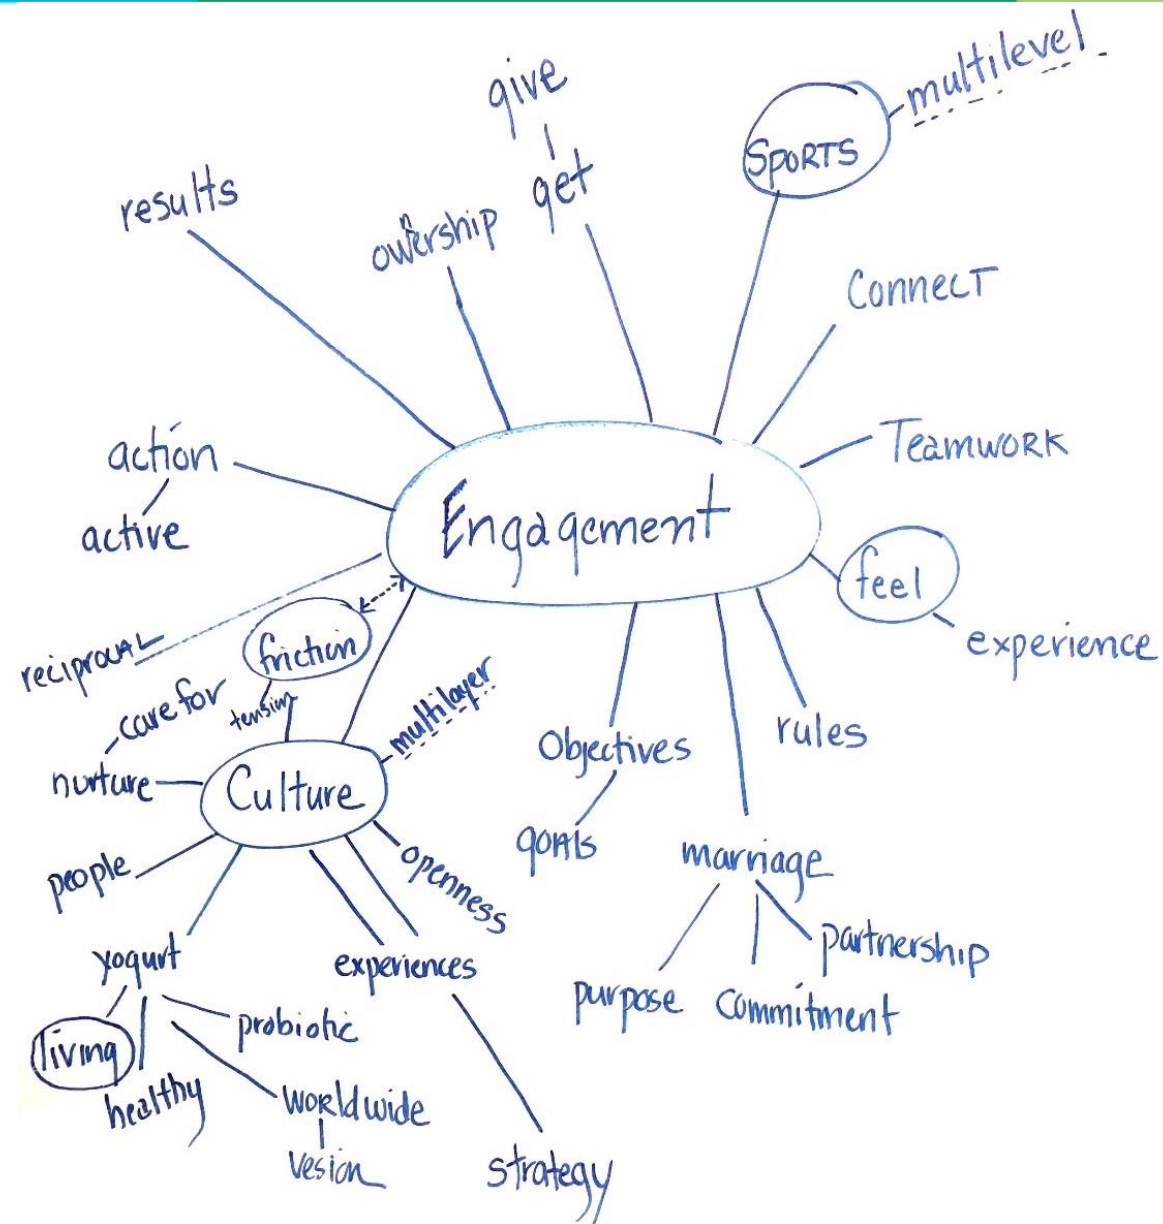 multilevel
give
get
SPORTS
results
ownership
Connect
Teamwork
action
active
Engagement
feel
experience
reciprocal
friction
tension
care for
nurture
multilayer
Culture
people
openness
Objectives
goals
rules
marriage
purpose
commitment
partnership
yogurt
living
healthy
probiotic
worldwide
vesion
experiences
strategy